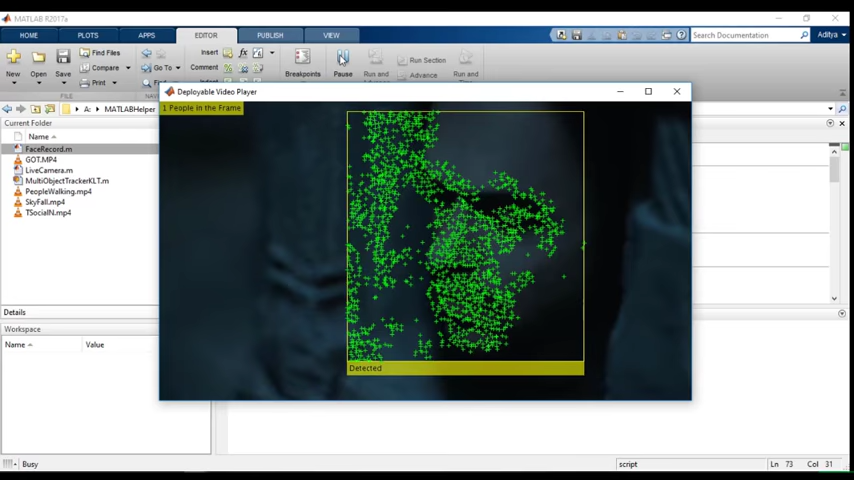 MATLAB R2017a
HOME
PLOTS
APPS
EDITOR
PUBLISH
VIEW
Search Documentation
Aditya
New
Open
Save
Find Files
Compare
Print
Go To
Insert
fx
Breakpoints
Pause
Run and
Advance
Run Section
Advance
Run and
FILE
A:
MATLABHelper
Current Folder
Name
FaceRecord.m
GOT.MP4
LiveCamera.m
MultiObjectTrackerKLT.m
PeopleWalking.mp4
SkyFall.mp4
TSocialN.mp4
Details
Workspace
Name
Value
Deployable Video Player
1 People in the Frame
Detected
Busy
script
Ln 73 Col 31